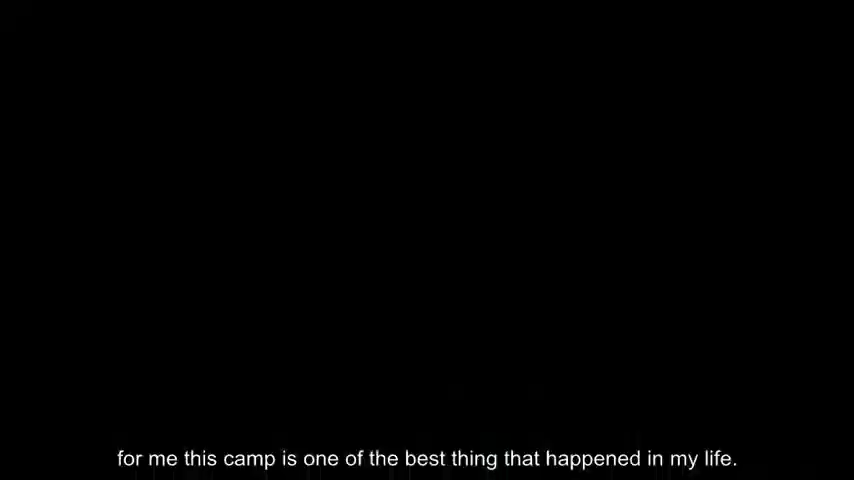 for me this camp is one of the best thing that happened in my life.